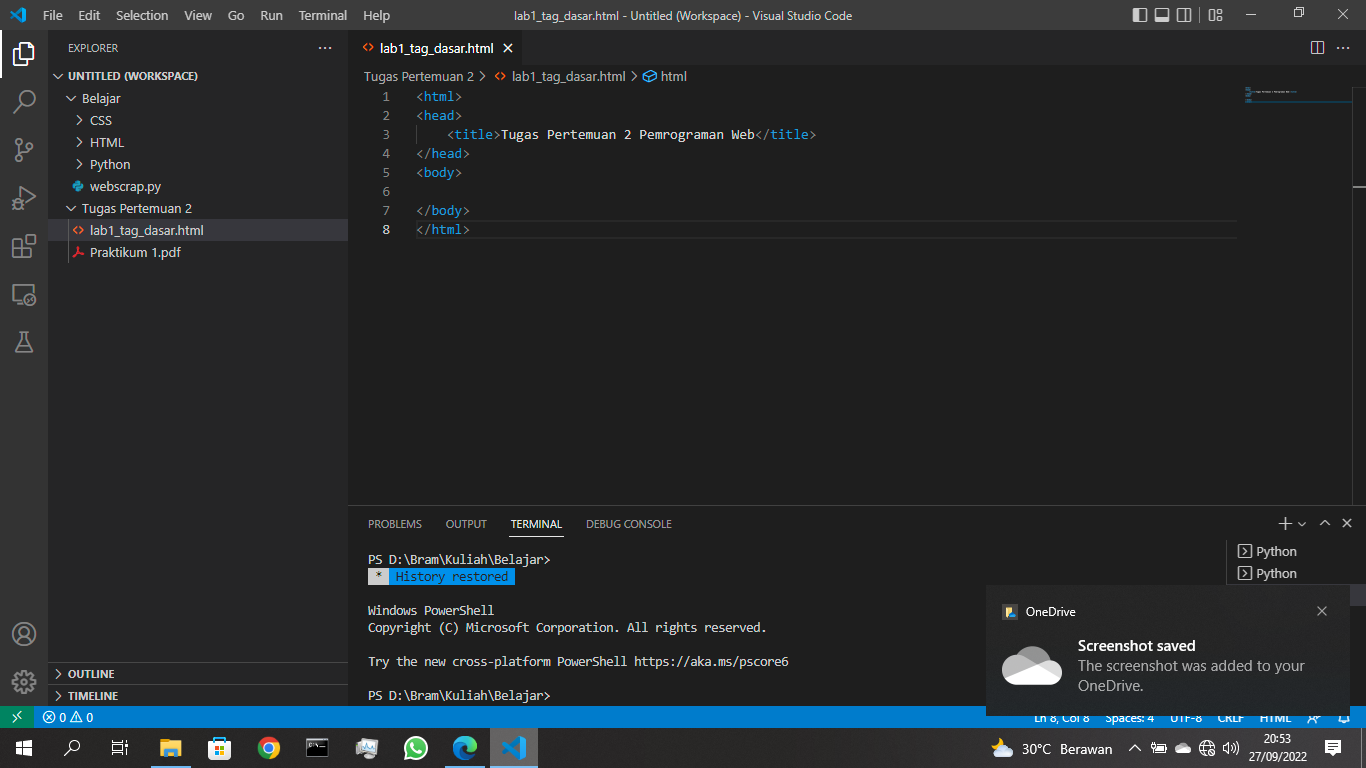 File Edit Selection View Go Run Terminal Help
lab1_tag_dasar.html - Untitled (Workspace) - Visual Studio Code
EXPLORER
UNTITLED (WORKSPACE)
Belajar
CSS
HTML
Python
webscrap.py
Tugas Pertemuan 2
lab1_tag_dasar.html
Praktikum 1.pdf
OUTLINE
TIMELINE
lab1_tag_dasar.html
Tugas Pertemuan 2 > lab1_tag_dasar.html > html
1 <html>
2 <head>
3 <title>Tugas Pertemuan 2 Pemrograman Web</title>
4 </head>
5 <body>
6
7 </body>
8 </html>
PROBLEMS OUTPUT TERMINAL DEBUG CONSOLE
PS D:\Bram\Kuliah\Belajar>
* History restored
Windows PowerShell
Copyright (C) Microsoft Corporation. All rights reserved.
Try the new cross-platform PowerShell https://aka.ms/pscore6
PS D:\Bram\Kuliah\Belajar>
Python
Python
OneDrive
Screenshot saved
The screenshot was added to your
OneDrive.
0 0
Ln 8, Col 8 Spaces: 4 UTF-8 CRLF HTML
30°C Berawan
20:53
27/09/2022